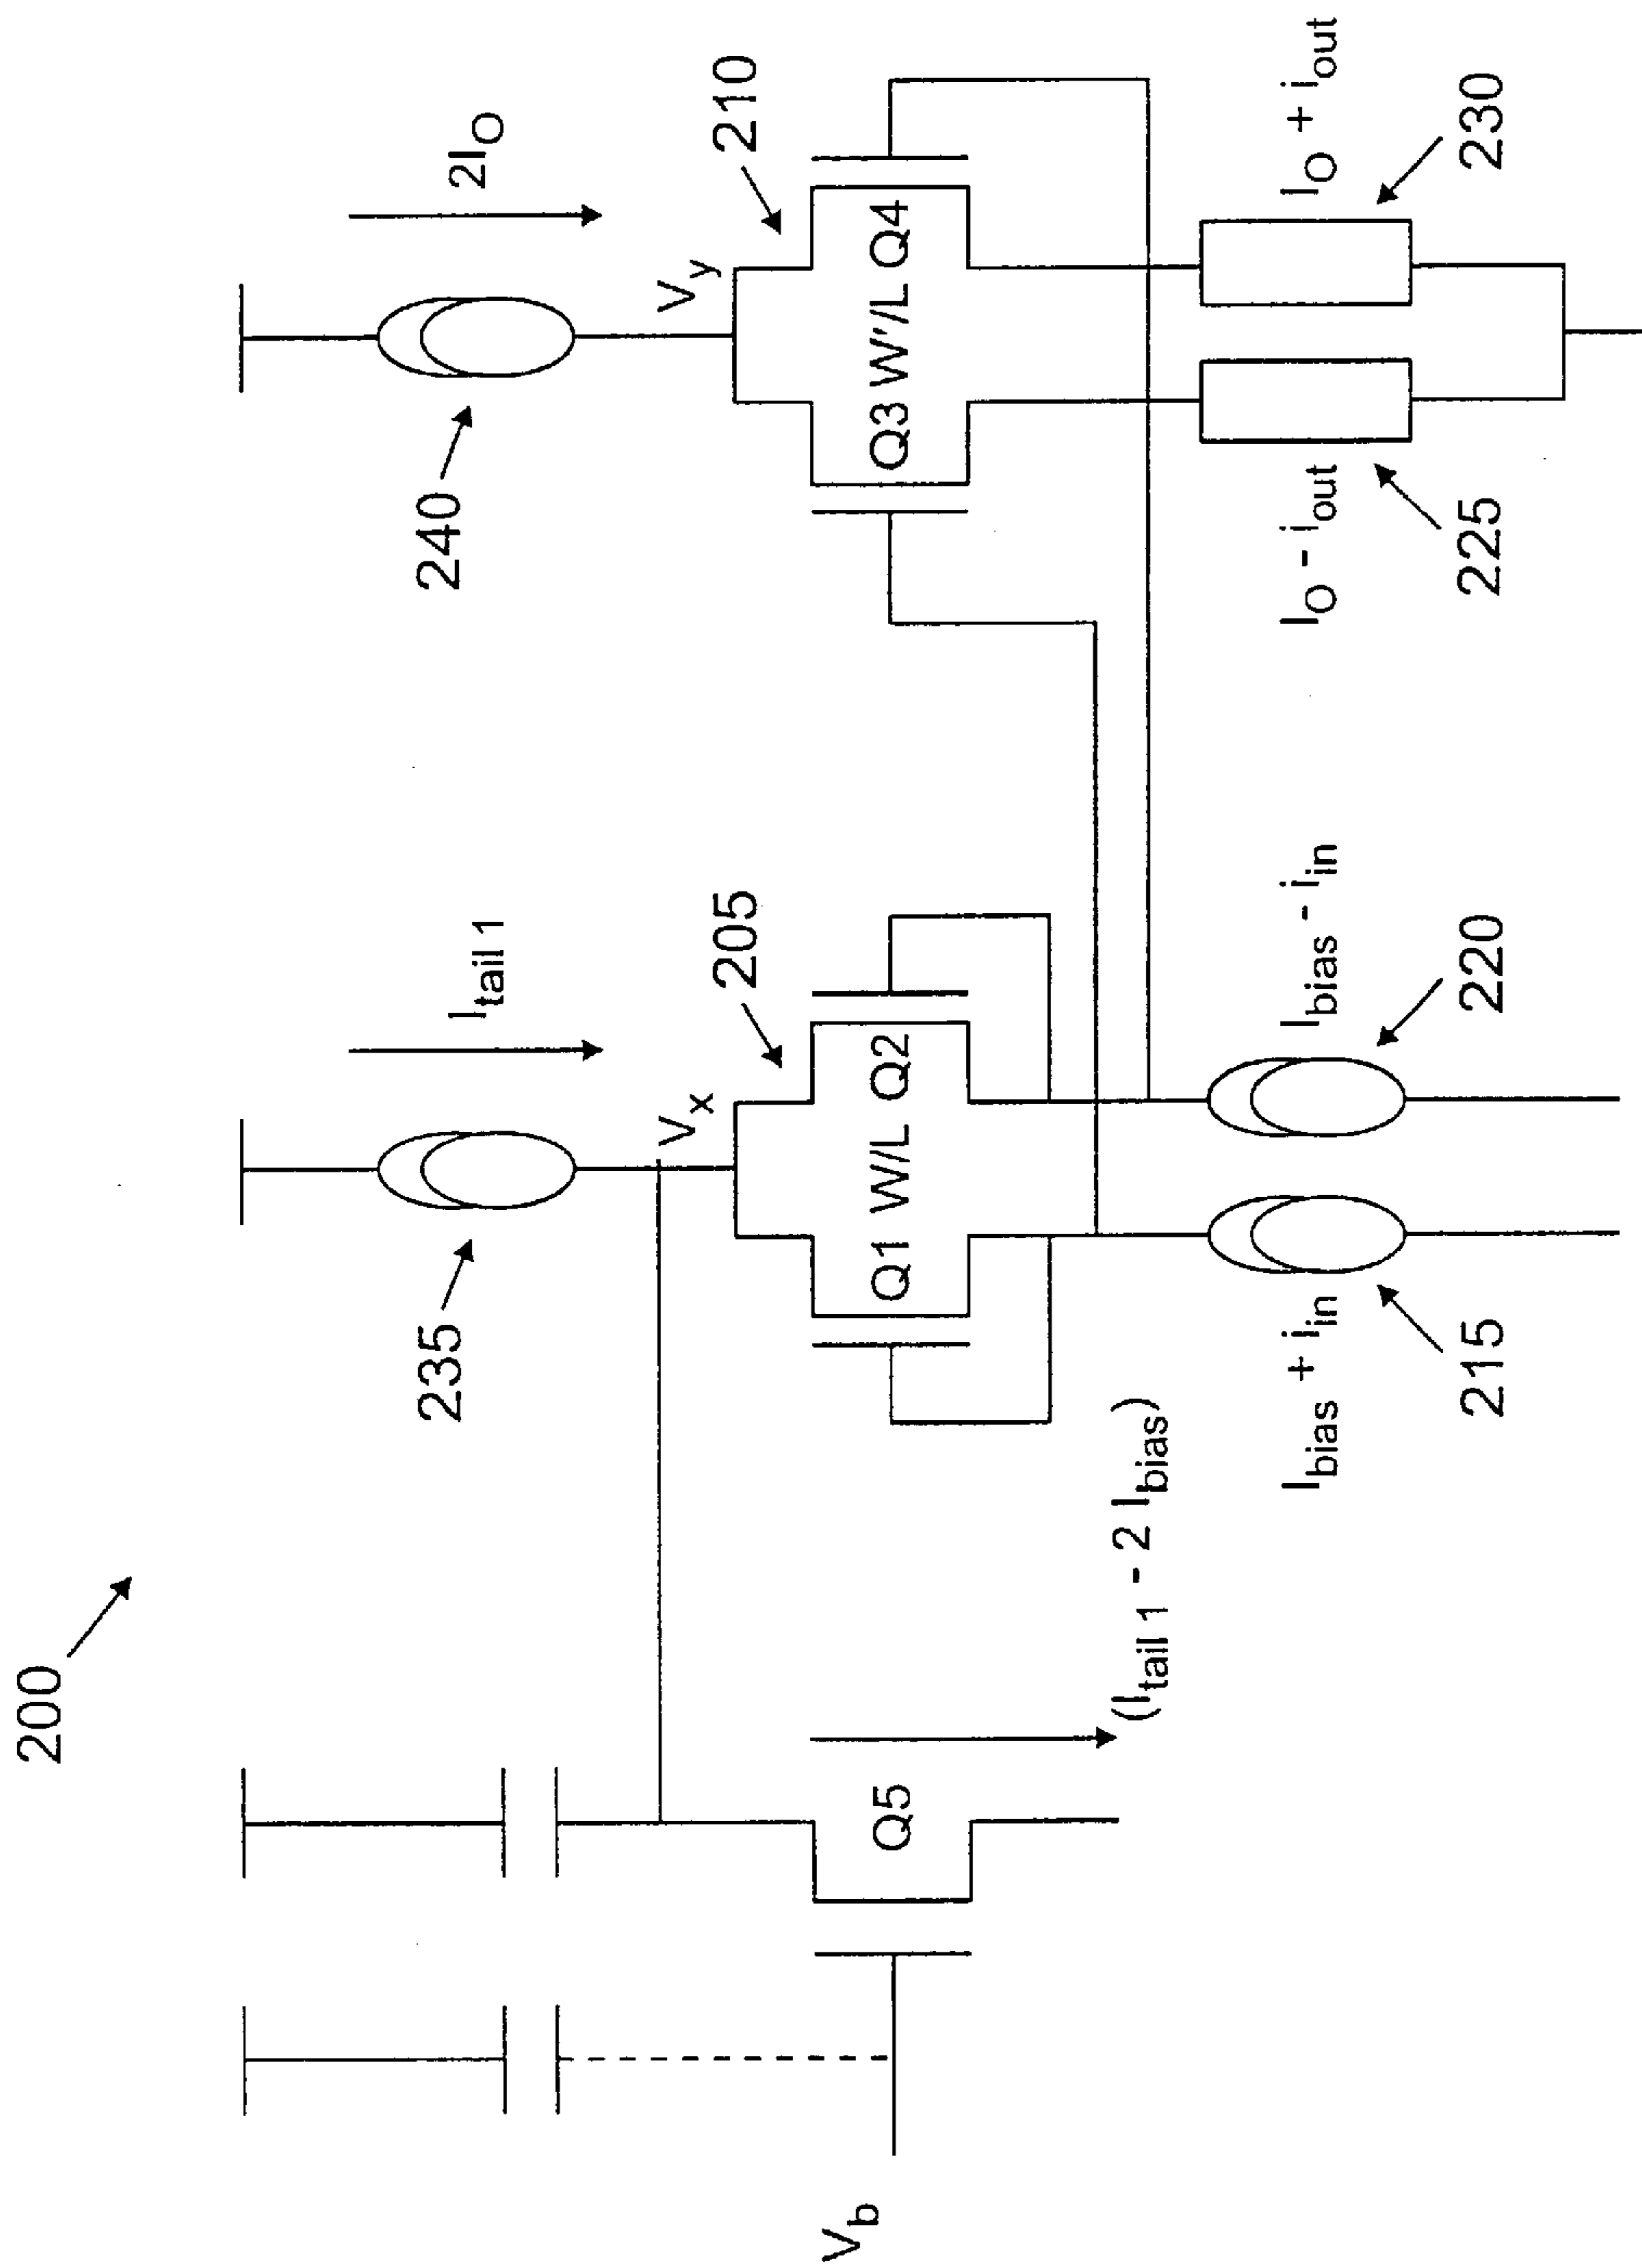 200
I_tail 1
2I_O
235
240
V_x
V_y
205
210
Q1 W/L Q2
Q3 W'/L Q4
Q5
V_b
(I_tail 1 - 2 I_bias)
I_bias + i_in
I_bias - i_in
I_O - i_out
I_O + i_out
215
220
225
230